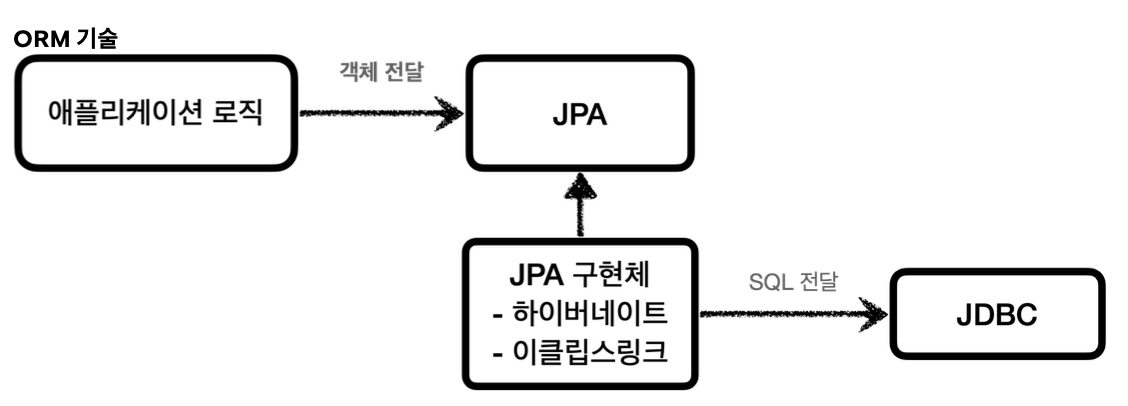 ORM 기술
애플리케이션 로직
객체 전달
JPA
JPA 구현체
- 하이버네이트
- 이클립스링크
SQL 전달
JDBC